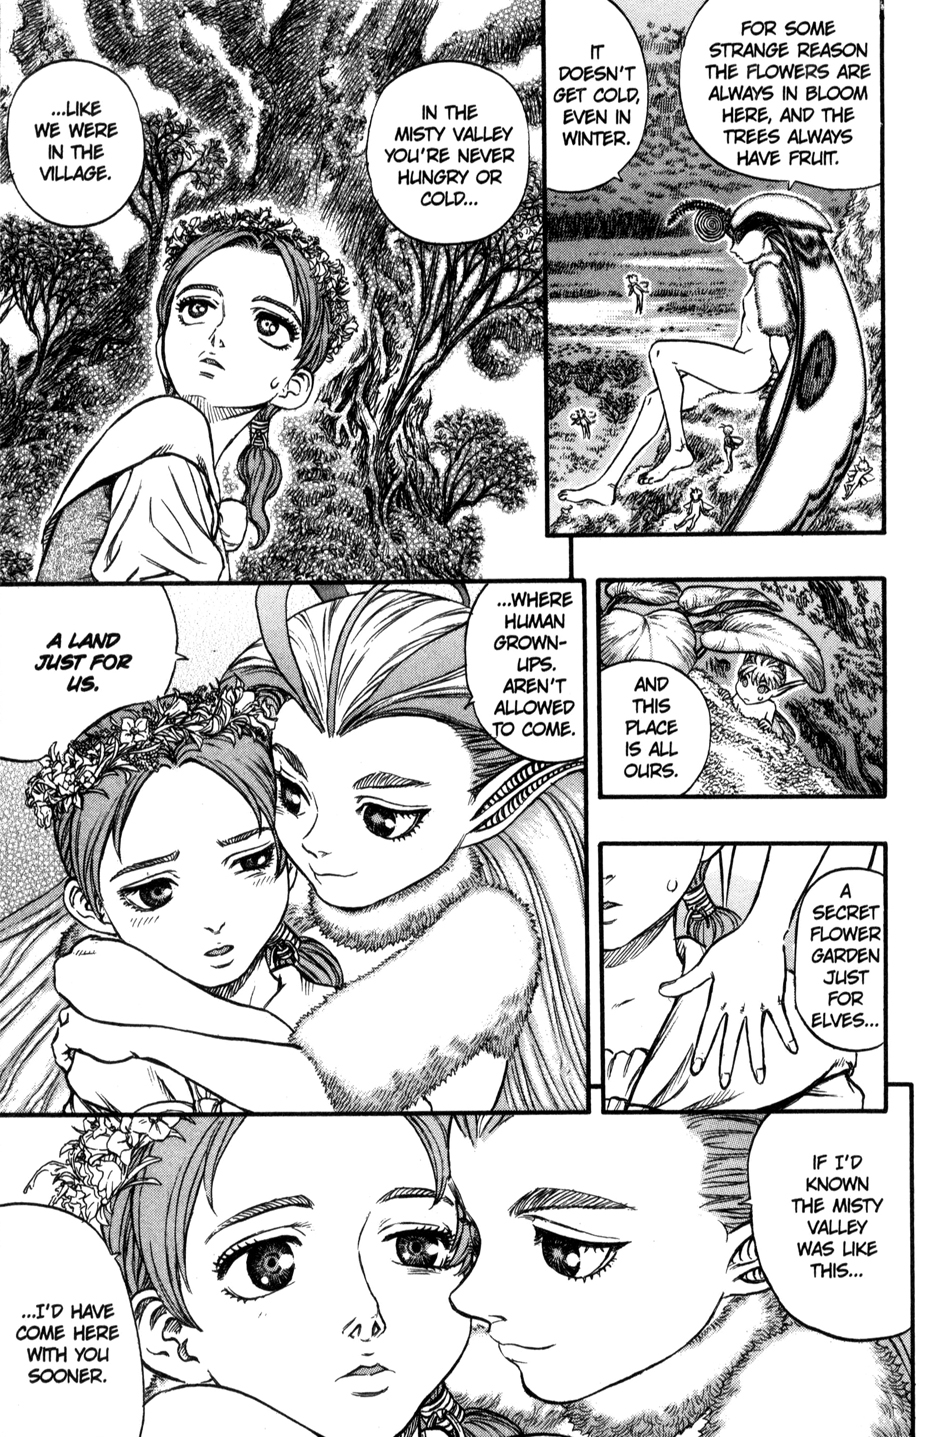 FOR SOME
STRANGE REASON
THE FLOWERS ARE
ALWAYS IN BLOOM
HERE, AND THE
TREES ALWAYS
HAVE FRUIT.
IT
DOESN'T
GET COLD,
EVEN IN
WINTER.
IN THE
MISTY VALLEY
YOU'RE NEVER
HUNGRY OR
COLD...
...LIKE
WE WERE
IN THE
VILLAGE.
AND
THIS
PLACE
IS ALL
OURS.
A
SECRET
FLOWER
GARDEN
JUST
FOR
ELVES...
...WHERE
HUMAN
GROWN-
UPS.
AREN'T
ALLOWED
TO COME.
A LAND
JUST FOR
US.
IF I'D
KNOWN
THE MISTY
VALLEY
WAS LIKE
THIS...
...I'D HAVE
COME HERE
WITH YOU
SOONER.